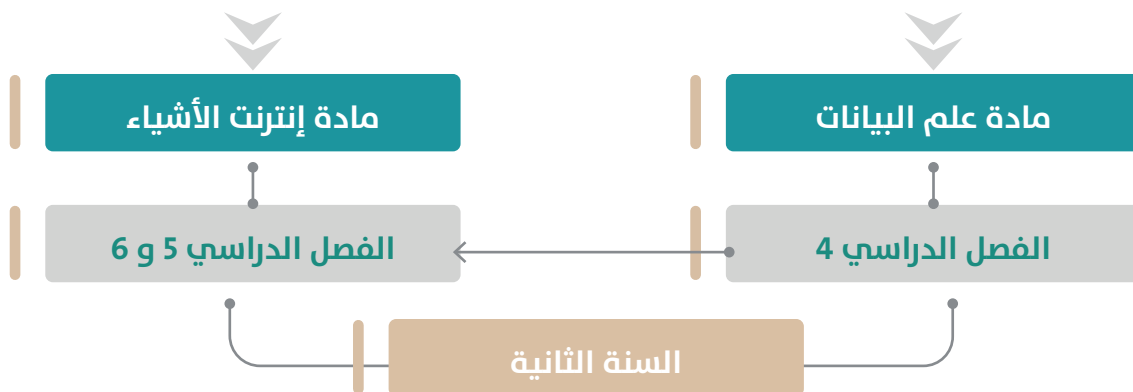 مادة علم البيانات
مادة إنترنت الأشياء
الفصل الدراسي 4
الفصل الدراسي 5 و 6
السنة الثانية